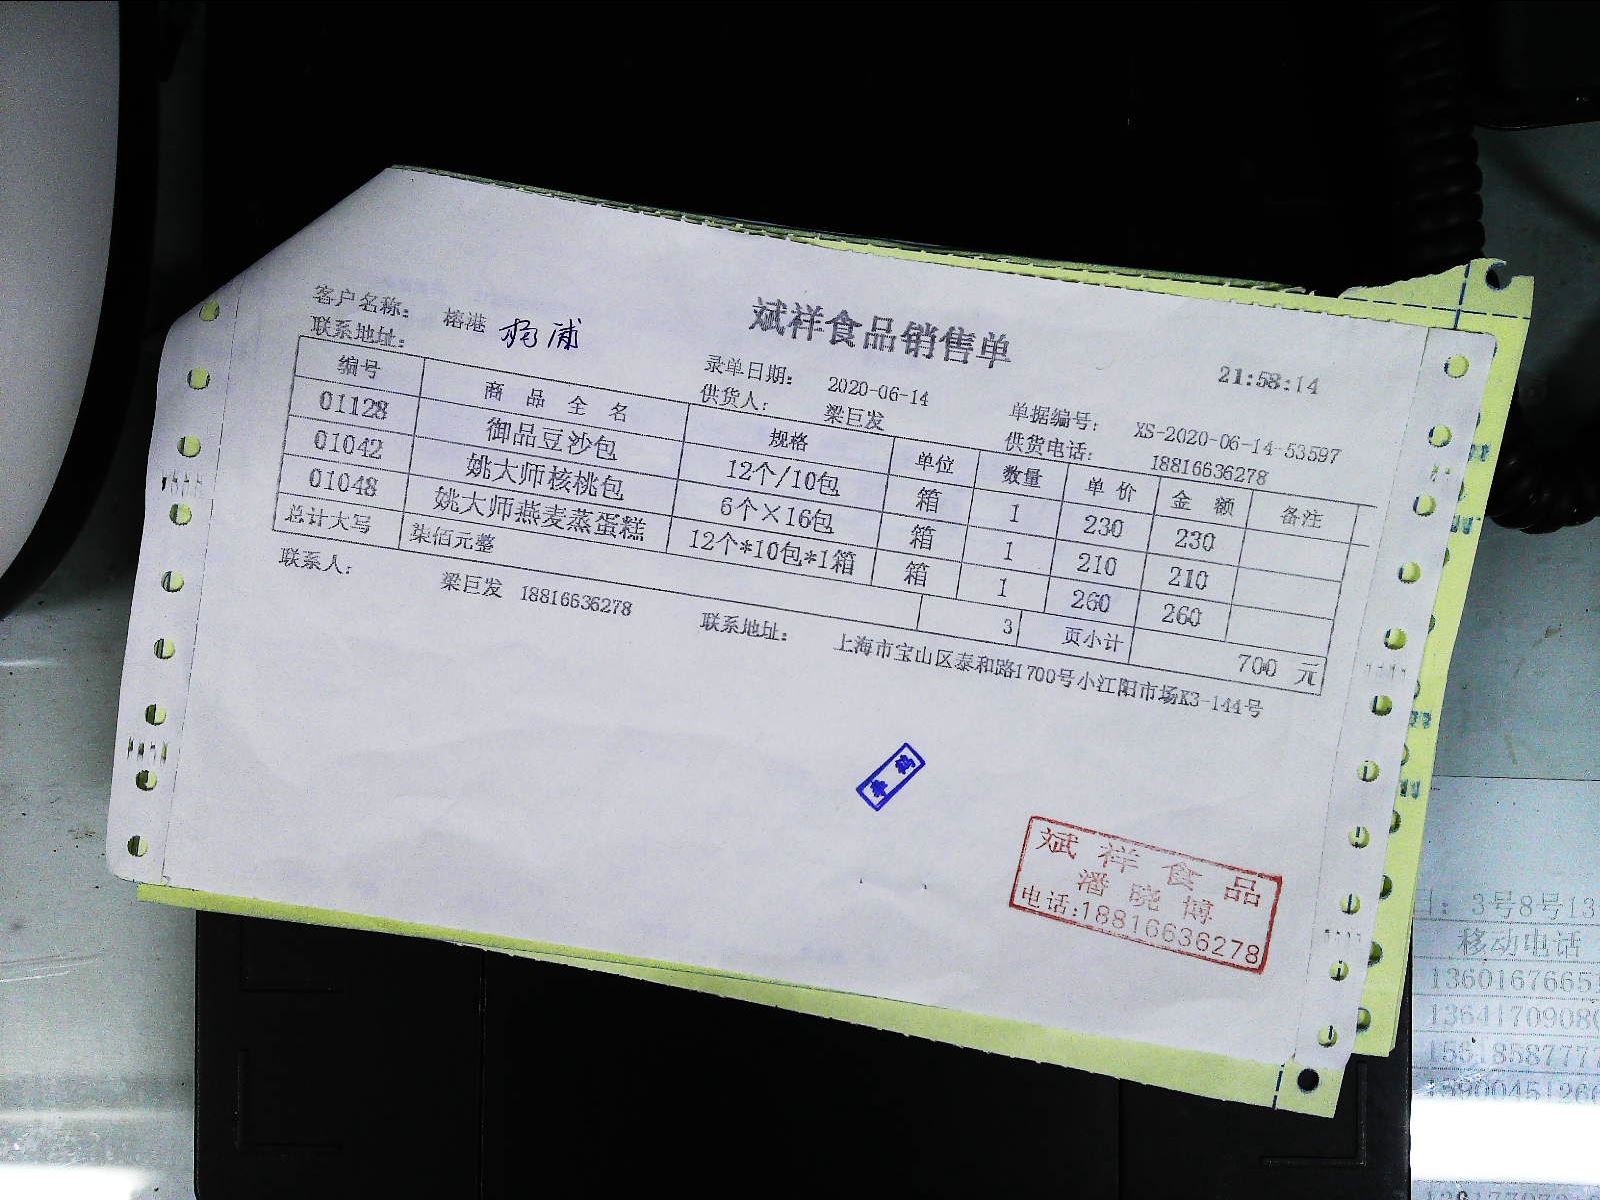 斌祥食品销售单
21:58:14
客户名称: 榕港 杨浦
录单日期: 2020-06-14
单据编号: XS-2020-06-14-53597
联系地址:
供货人: 梁巨发
供货电话: 18816636278
编号 商品全名 规格 单位 数量 单价 金额 备注
01128 御品豆沙包 12个/10包 箱 1 230 230
01042 姚大师核桃包 6个×16包 箱 1 210 210
01048 姚大师燕麦蒸蛋糕 12个*10包*1箱 箱 1 260 260
总计大写 柒佰元整 3 页小计 700 元
联系人: 梁巨发 18816636278 联系地址: 上海市宝山区泰和路1700号小江阳市场K3-144号
斌祥食品
潘晓博
电话:18816636278
3号8号13
移动电话
1360167665
1364170908